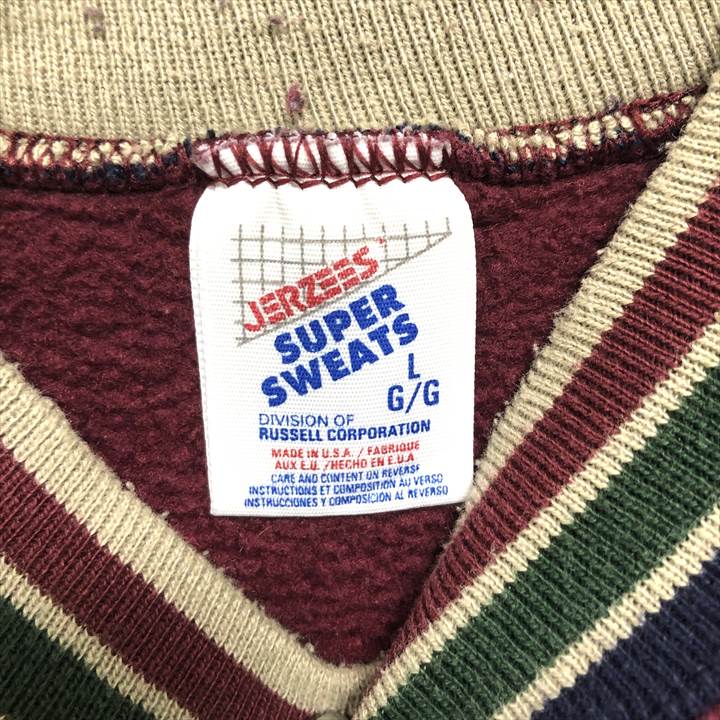 JERZEES
SUPER
SWEATS
L
G/G
DIVISION OF
RUSSELL CORPORATION
MADE IN U.S.A. / FABRIQUE
AUX E.U. /HECHO EN E.U.A
CARE AND CONTENT ON REVERSE
INSTRUCTIONS ET COMPOSITION AU VERSO
INSTRUCCIONES Y COMPOSICIÓN AL REVERSO